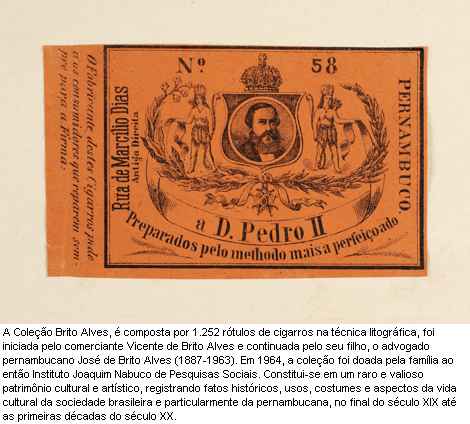 O Fabricante destes Cigarros pede
a os consumidores que reparem sem-
pre para a Firma:
Rua de Marcilio Dias
Antiga Direita
Nº 58
PERNAMBUCO
a D. Pedro II
Preparados pelo methodo mais a perfeiçoado
A Coleção Brito Alves, é composta por 1.252 rótulos de cigarros na técnica litográfica, foi
iniciada pelo comerciante Vicente de Brito Alves e continuada pelo seu filho, o advogado
pernambucano José de Brito Alves (1887-1963). Em 1964, a coleção foi doada pela família ao
então Instituto Joaquim Nabuco de Pesquisas Sociais. Constitui-se em um raro e valioso
patrimônio cultural e artístico, registrando fatos históricos, usos, costumes e aspectos da vida
cultural da sociedade brasileira e particularmente da pernambucana, no final do século XIX até
as primeiras décadas do século XX.